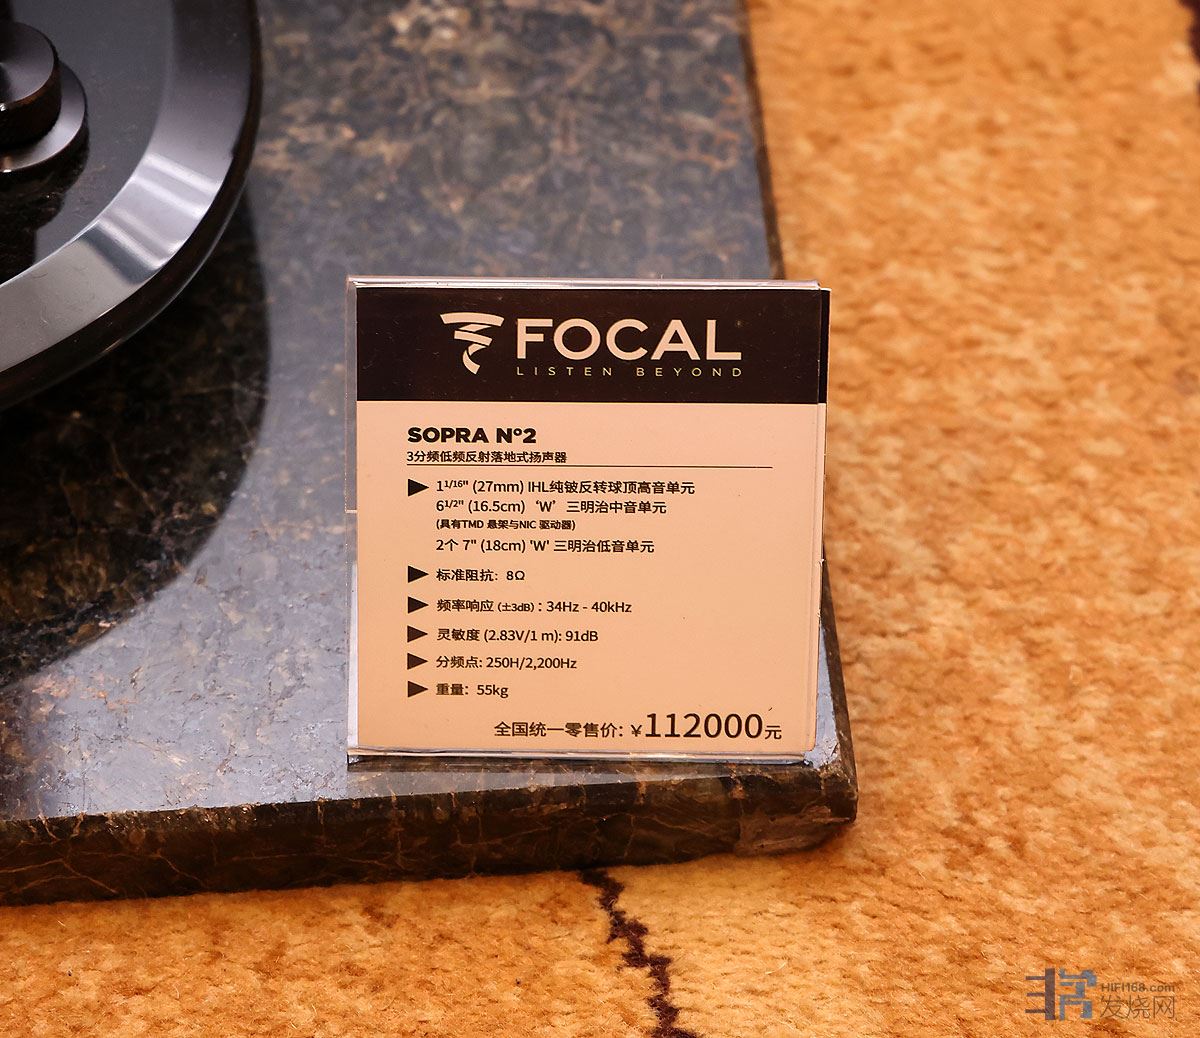 FOCAL
LISTEN BEYOND
SOPRA N°2
3分频低频反射落地式扬声器
1 1/16" (27mm) IHL纯铍反转球顶高音单元
6 1/2" (16.5cm)‘W’三明治中音单元
(具有TMD 悬架与NIC 驱动器)
2个 7" (18cm) 'W' 三明治低音单元
标准阻抗：8Ω
频率响应 (±3dB)：34Hz - 40kHz
灵敏度 (2.83V/1 m): 91dB
分频点: 250H/2,200Hz
重量：55kg
全国统一零售价：¥112000元
HIFI168.com
发烧网